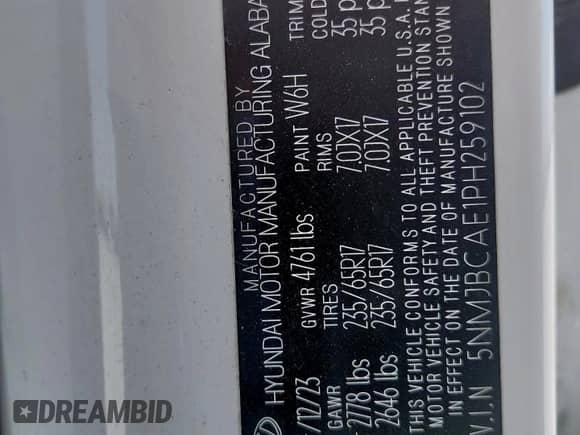 MANUFACTURED BY
HYUNDAI MOTOR MANUFACTURING ALABA
/17/23 GVWR 4761 lbs PAINT W6H TRIM
GAWR TIRES RIMS COLD
2778 lbs 235/65R17 7.0JX17 35 p
2646 lbs 235/65R17 7.0JX17 35 p
THIS VEHICLE CONFORMS TO ALL APPLICABLE U.S.A.
MOTOR VEHICLE SAFETY AND THEFT PREVENTION STAN
IN EFFECT ON THE DATE OF MANUFACTURE SHOWN
V.I.N 5NMJBCAE1PH259102
DREAMBID